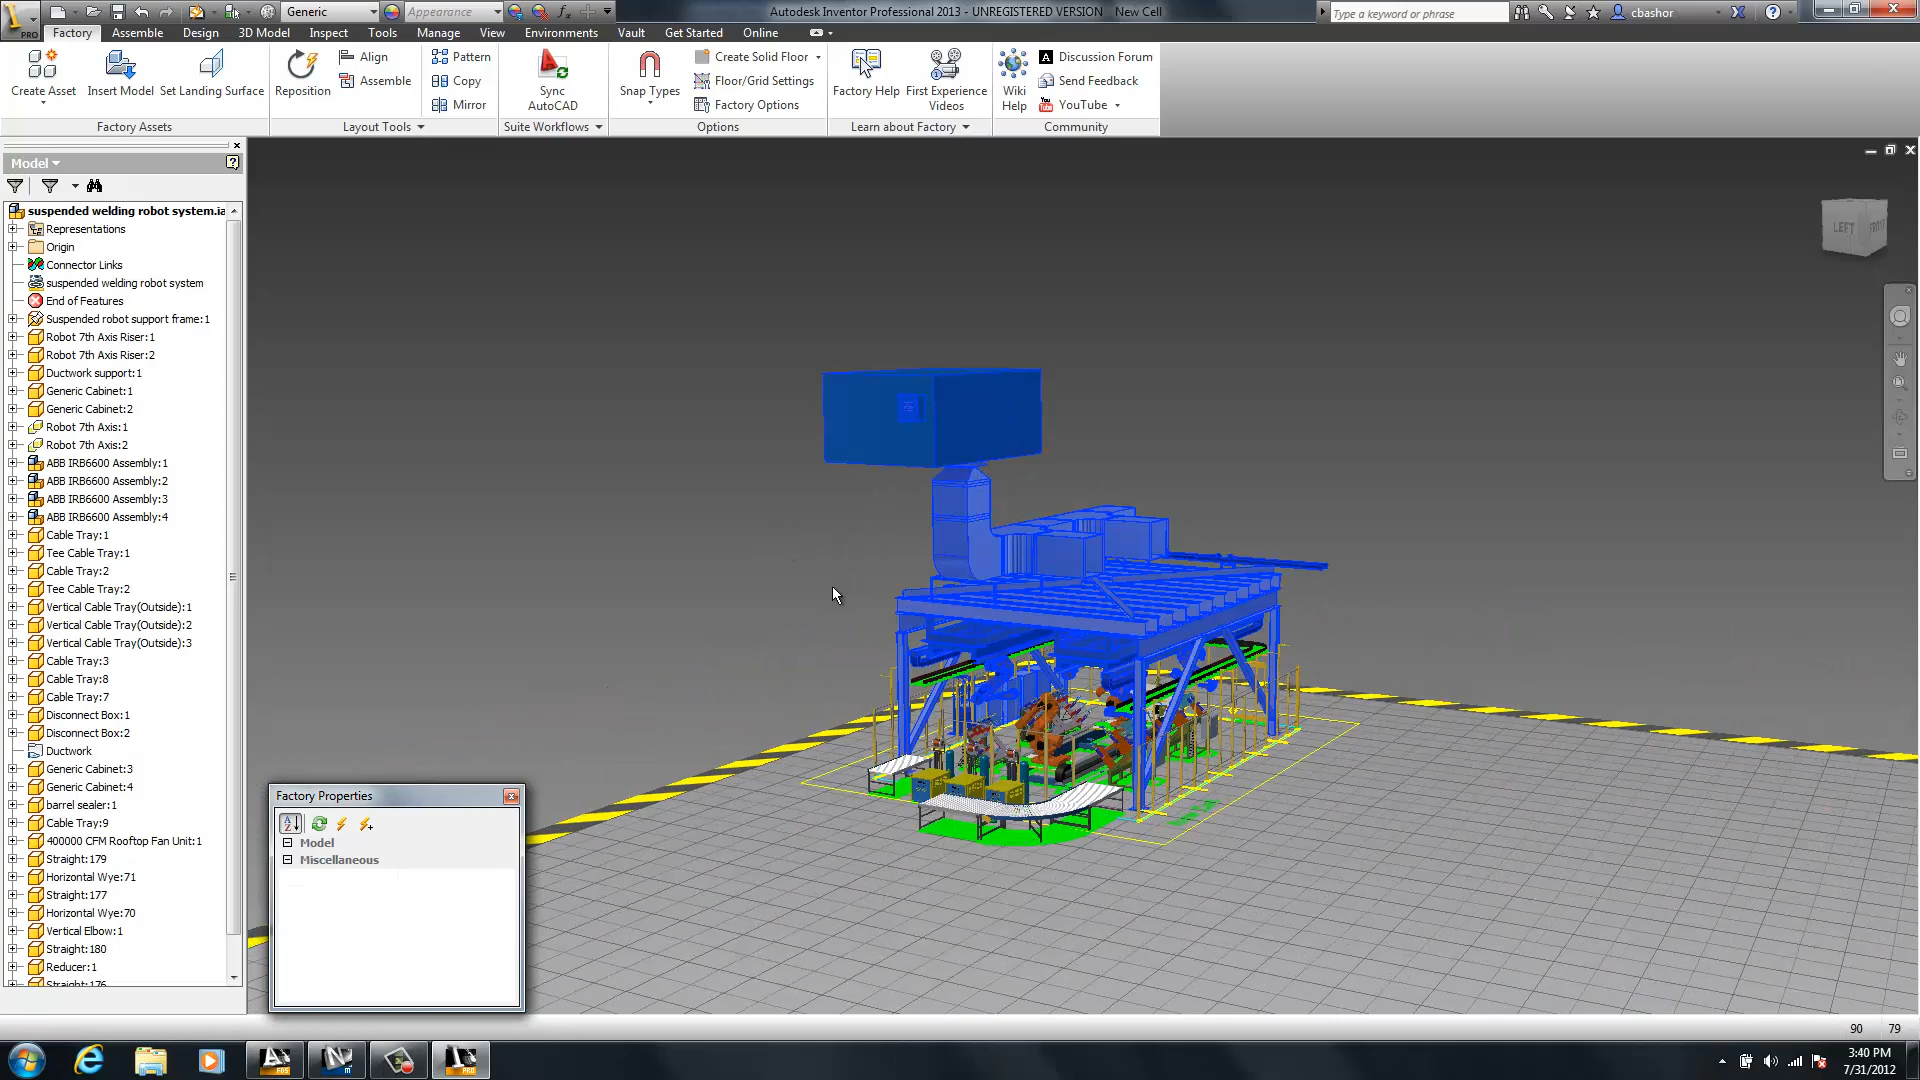 PRO
Generic
Appearance
Autodesk Inventor Professional 2013 - UNREGISTERED VERSION New Cell
Type a keyword or phrase
cbashor
Factory Assemble Design 3D Model Inspect Tools Manage View Environments Vault Get Started Online
Create Asset
Insert Model
Set Landing Surface
Factory Assets
Reposition
Align
Assemble
Pattern
Copy
Mirror
Layout Tools
Sync AutoCAD
Suite Workflows
Snap Types
Create Solid Floor
Floor/Grid Settings
Factory Options
Options
Factory Help
First Experience Videos
Learn about Factory
Wiki Help
Discussion Forum
Send Feedback
YouTube
Community
Model
suspended welding robot system.ia
Representations
Origin
Connector Links
suspended welding robot system
End of Features
Suspended robot support frame:1
Robot 7th Axis Riser:1
Robot 7th Axis Riser:2
Ductwork support:1
Generic Cabinet:1
Generic Cabinet:2
Robot 7th Axis:1
Robot 7th Axis:2
ABB IRB6600 Assembly:1
ABB IRB6600 Assembly:2
ABB IRB6600 Assembly:3
ABB IRB6600 Assembly:4
Cable Tray:1
Tee Cable Tray:1
Cable Tray:2
Tee Cable Tray:2
Vertical Cable Tray(Outside):1
Vertical Cable Tray(Outside):2
Vertical Cable Tray(Outside):3
Cable Tray:3
Cable Tray:8
Cable Tray:7
Disconnect Box:1
Disconnect Box:2
Ductwork
Generic Cabinet:3
Generic Cabinet:4
barrel sealer:1
Cable Tray:9
400000 CFM Rooftop Fan Unit:1
Straight:179
Horizontal Wye:71
Straight:177
Horizontal Wye:70
Vertical Elbow:1
Straight:180
Reducer:1
Straight:176
Factory Properties
Model
Miscellaneous
LEFT FRONT
90 79
3:40 PM
7/31/2012